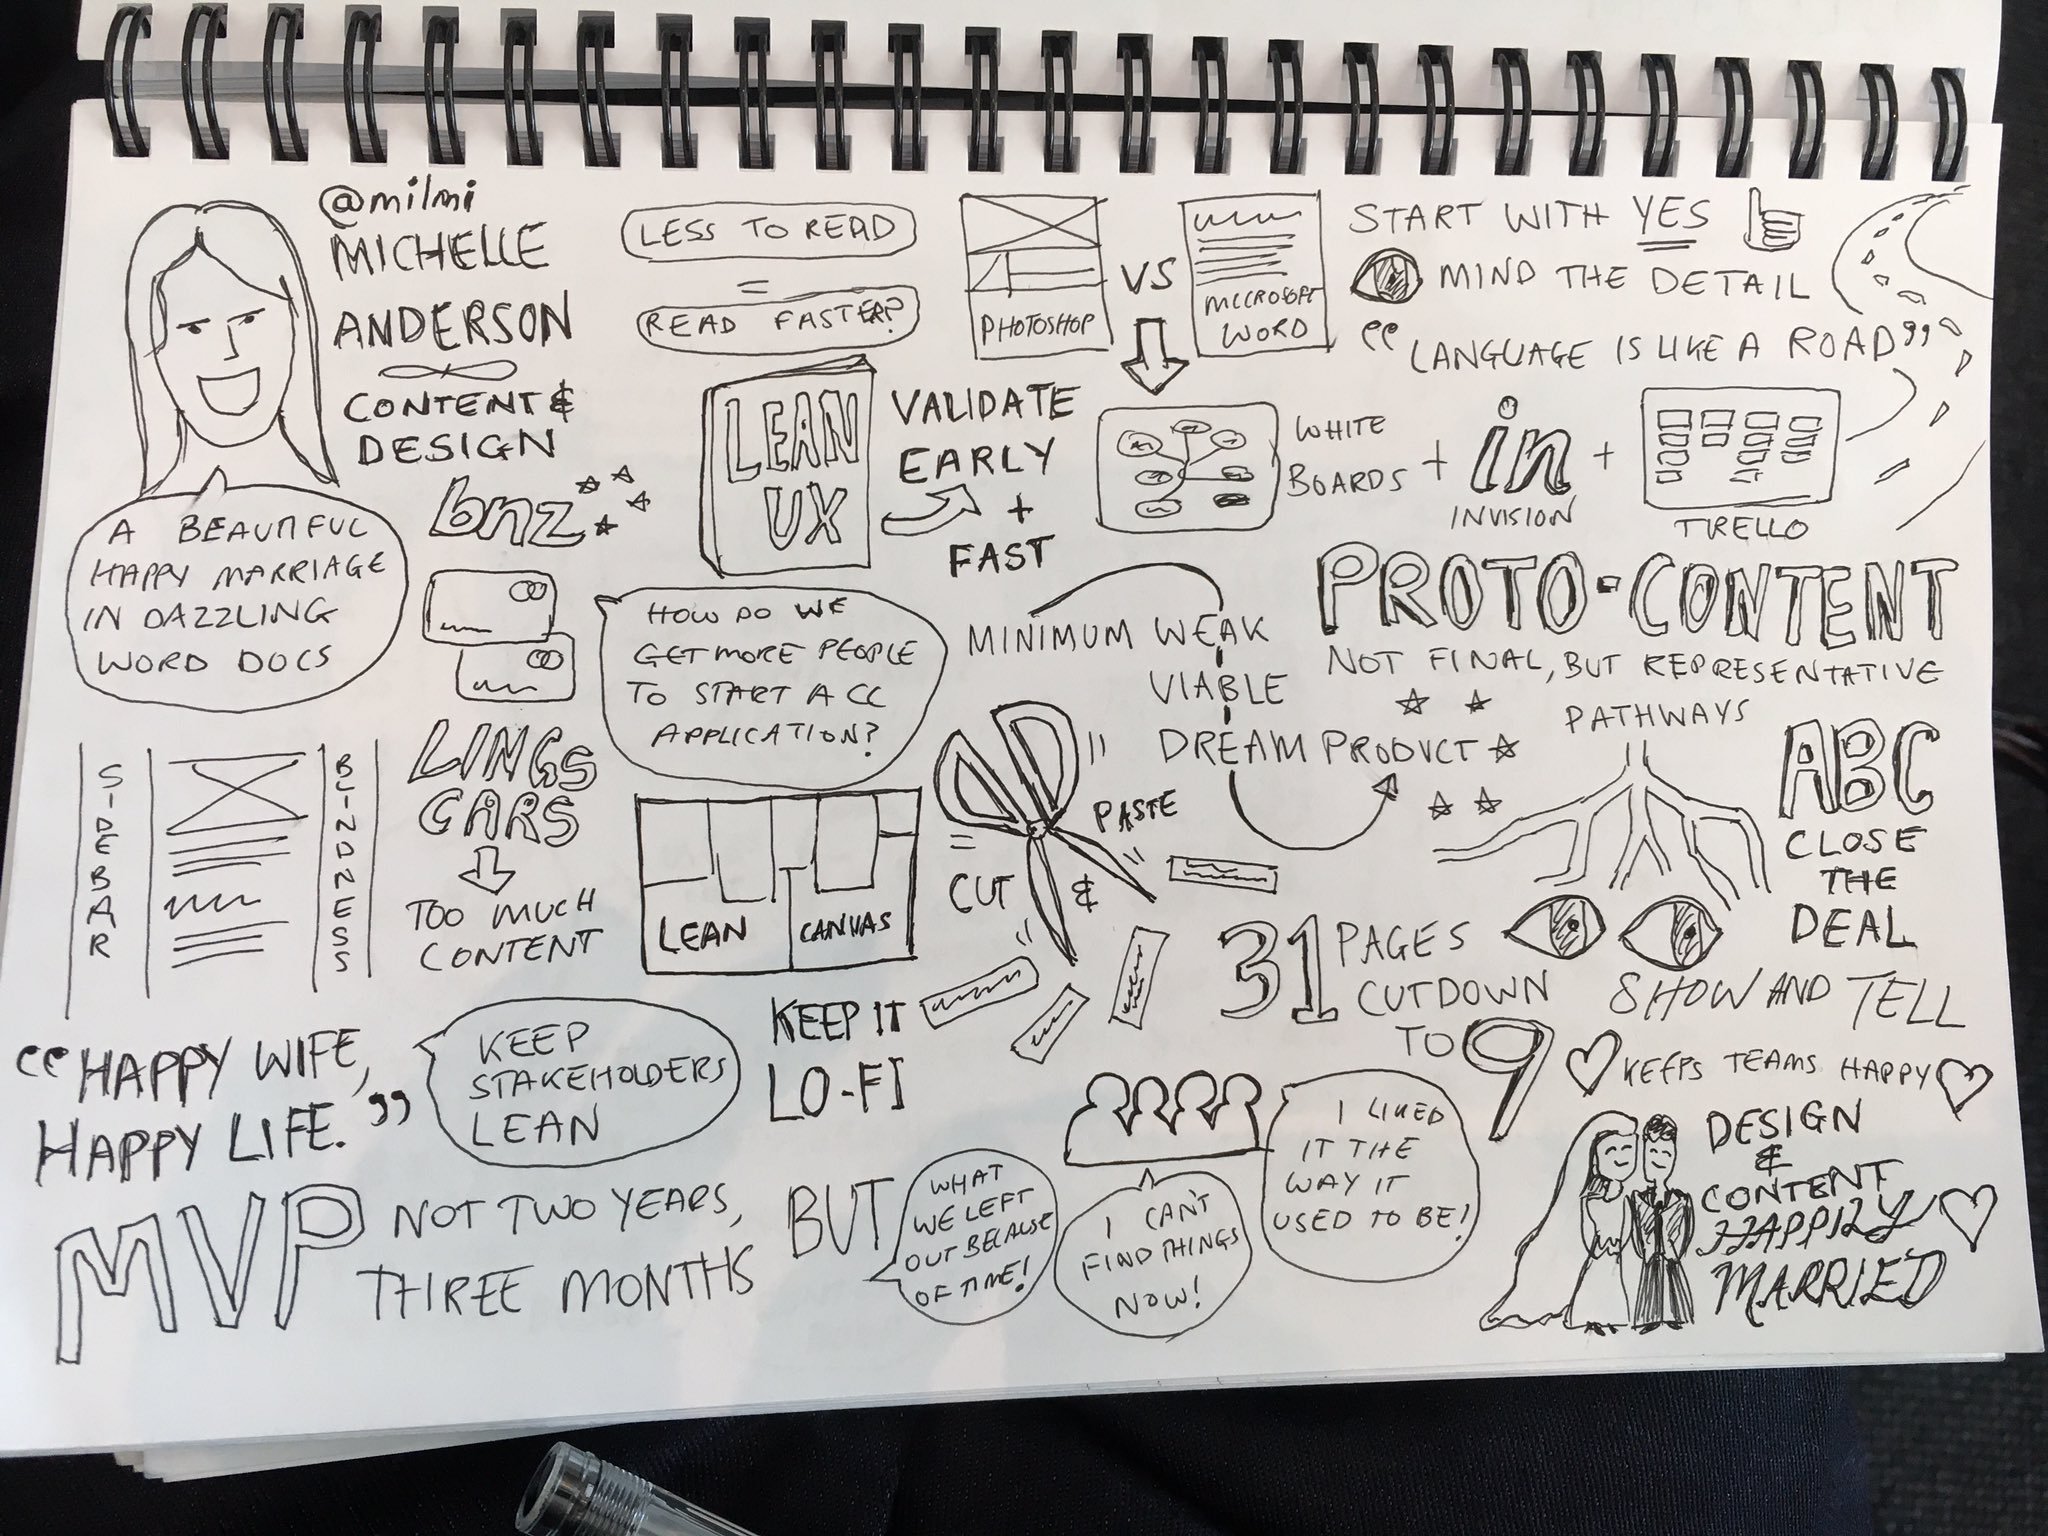 @milmi
MICHELLE
ANDERSON
CONTENT &
DESIGN
bnz
A BEAUTIFUL
HAPPY MARRIAGE
IN DAZZLING
WORD DOCS
LESS TO READ
=
READ FASTER?
LEAN
UX
VALIDATE
EARLY
+
FAST
PHOTOSHOP
VS
MICROSOFT
WORD
WHITE
BOARDS
+
in
INVISION
+
TRELLO
START WITH YES
MIND THE DETAIL
"LANGUAGE IS LIKE A ROAD"
HOW DO WE
GET MORE PEOPLE
TO START A CC
APPLICATION?
MINIMUM WEAK
VIABLE
DREAM PRODUCT
PROTO-CONTENT
NOT FINAL, BUT REPRESENTATIVE
PATHWAYS
ABC
CLOSE
THE
DEAL
SIDEBAR
BLINDNESS
LINGS
CARS
TOO MUCH
CONTENT
LEAN
CANVAS
CUT
&
PASTE
31 PAGES
CUTDOWN
TO 9
SHOW AND TELL
KEEPS TEAMS HAPPY
"HAPPY WIFE,
HAPPY LIFE."
KEEP
STAKEHOLDERS
LEAN
KEEP IT
LO-FI
MVP
NOT TWO YEARS,
THREE MONTHS
BUT
WHAT
WE LEFT
OUT BECAUSE
OF TIME!
I CAN'T
FIND THINGS
NOW!
I LIKED
IT THE
WAY IT
USED TO BE!
DESIGN
&
CONTENT
HAPPILY
MARRIED